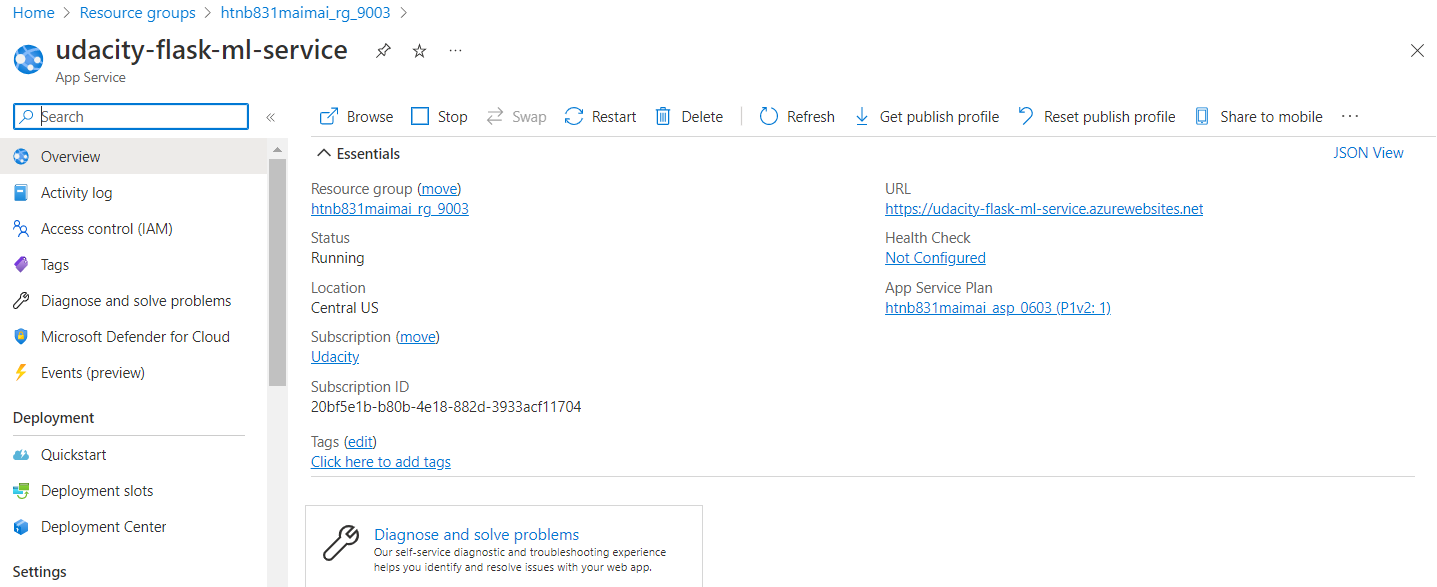 Home > Resource groups > htnb831maimai_rg_9003 >
udacity-flask-ml-service
App Service
Search
Browse Stop Swap Restart Delete Refresh Get publish profile Reset publish profile Share to mobile
Overview
Activity log
Access control (IAM)
Tags
Diagnose and solve problems
Microsoft Defender for Cloud
Events (preview)
Deployment
Quickstart
Deployment slots
Deployment Center
Settings
Essentials
JSON View
Resource group (move)
htnb831maimai_rg_9003
Status
Running
Location
Central US
Subscription (move)
Udacity
Subscription ID
20bf5e1b-b80b-4e18-882d-3933acf11704
Tags (edit)
Click here to add tags
URL
https://udacity-flask-ml-service.azurewebsites.net
Health Check
Not Configured
App Service Plan
htnb831maimai_asp_0603 (P1v2: 1)
Diagnose and solve problems
Our self-service diagnostic and troubleshooting experience
helps you identify and resolve issues with your web app.